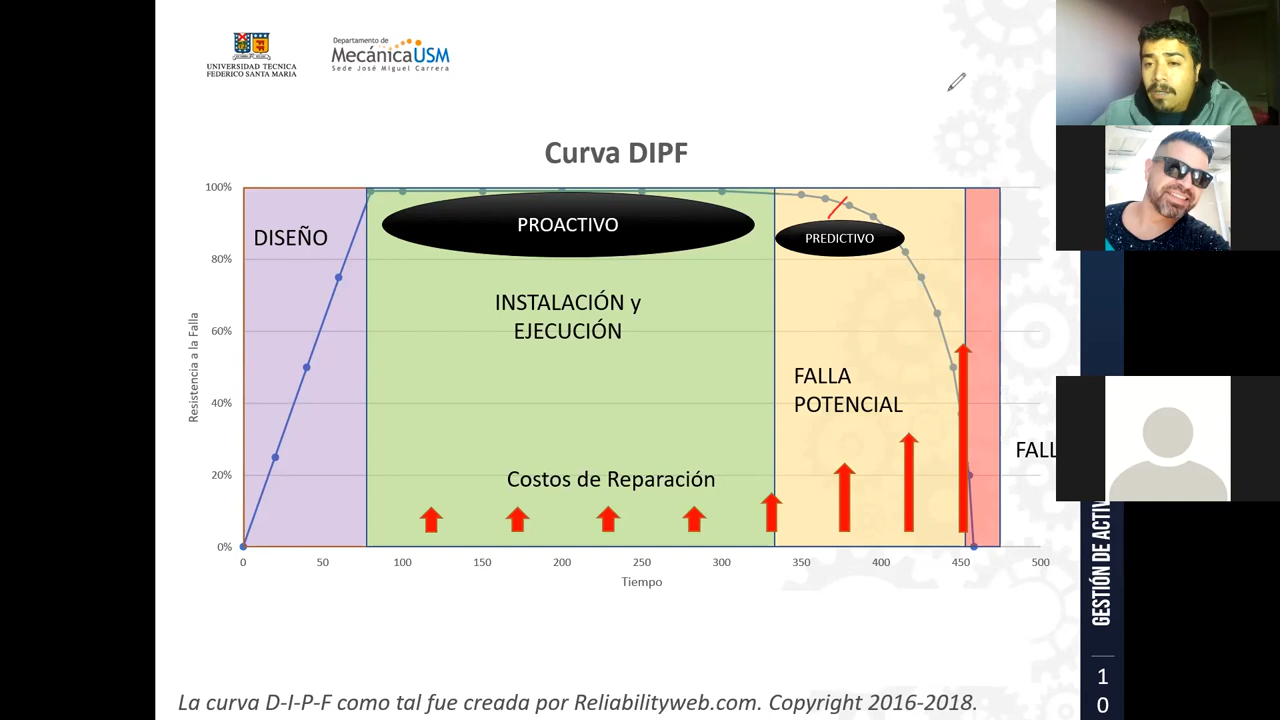 UNIVERSIDAD TECNICA
FEDERICO SANTA MARIA
Departamento de
MecánicaUSM
Sede José Miguel Carrera
Curva DIPF
100%
80%
60%
40%
20%
0%
Resistencia a la Falla
DISEÑO
PROACTIVO
PREDICTIVO
INSTALACIÓN y
EJECUCIÓN
FALLA
POTENCIAL
FALL
Costos de Reparación
0 50 100 150 200 250 300 350 400 450 500
Tiempo
GESTIÓN DE ACTIV
1
0
La curva D-I-P-F como tal fue creada por Reliabilityweb.com. Copyright 2016-2018.